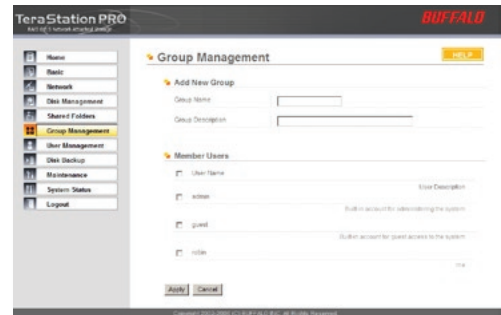 TeraStation PRO
BUFFALO
Home
Basic
Network
Disk Management
Shared Folders
Group Management
User Management
Disk Backup
Maintenance
System Status
Logout
Group Management
HELP
Add New Group
Group Name
Group Description
Member Users
User Name
User Description
admin
Built-in account for administering the system
guest
Built-in account for guest access to the system
me
Apply
Cancel